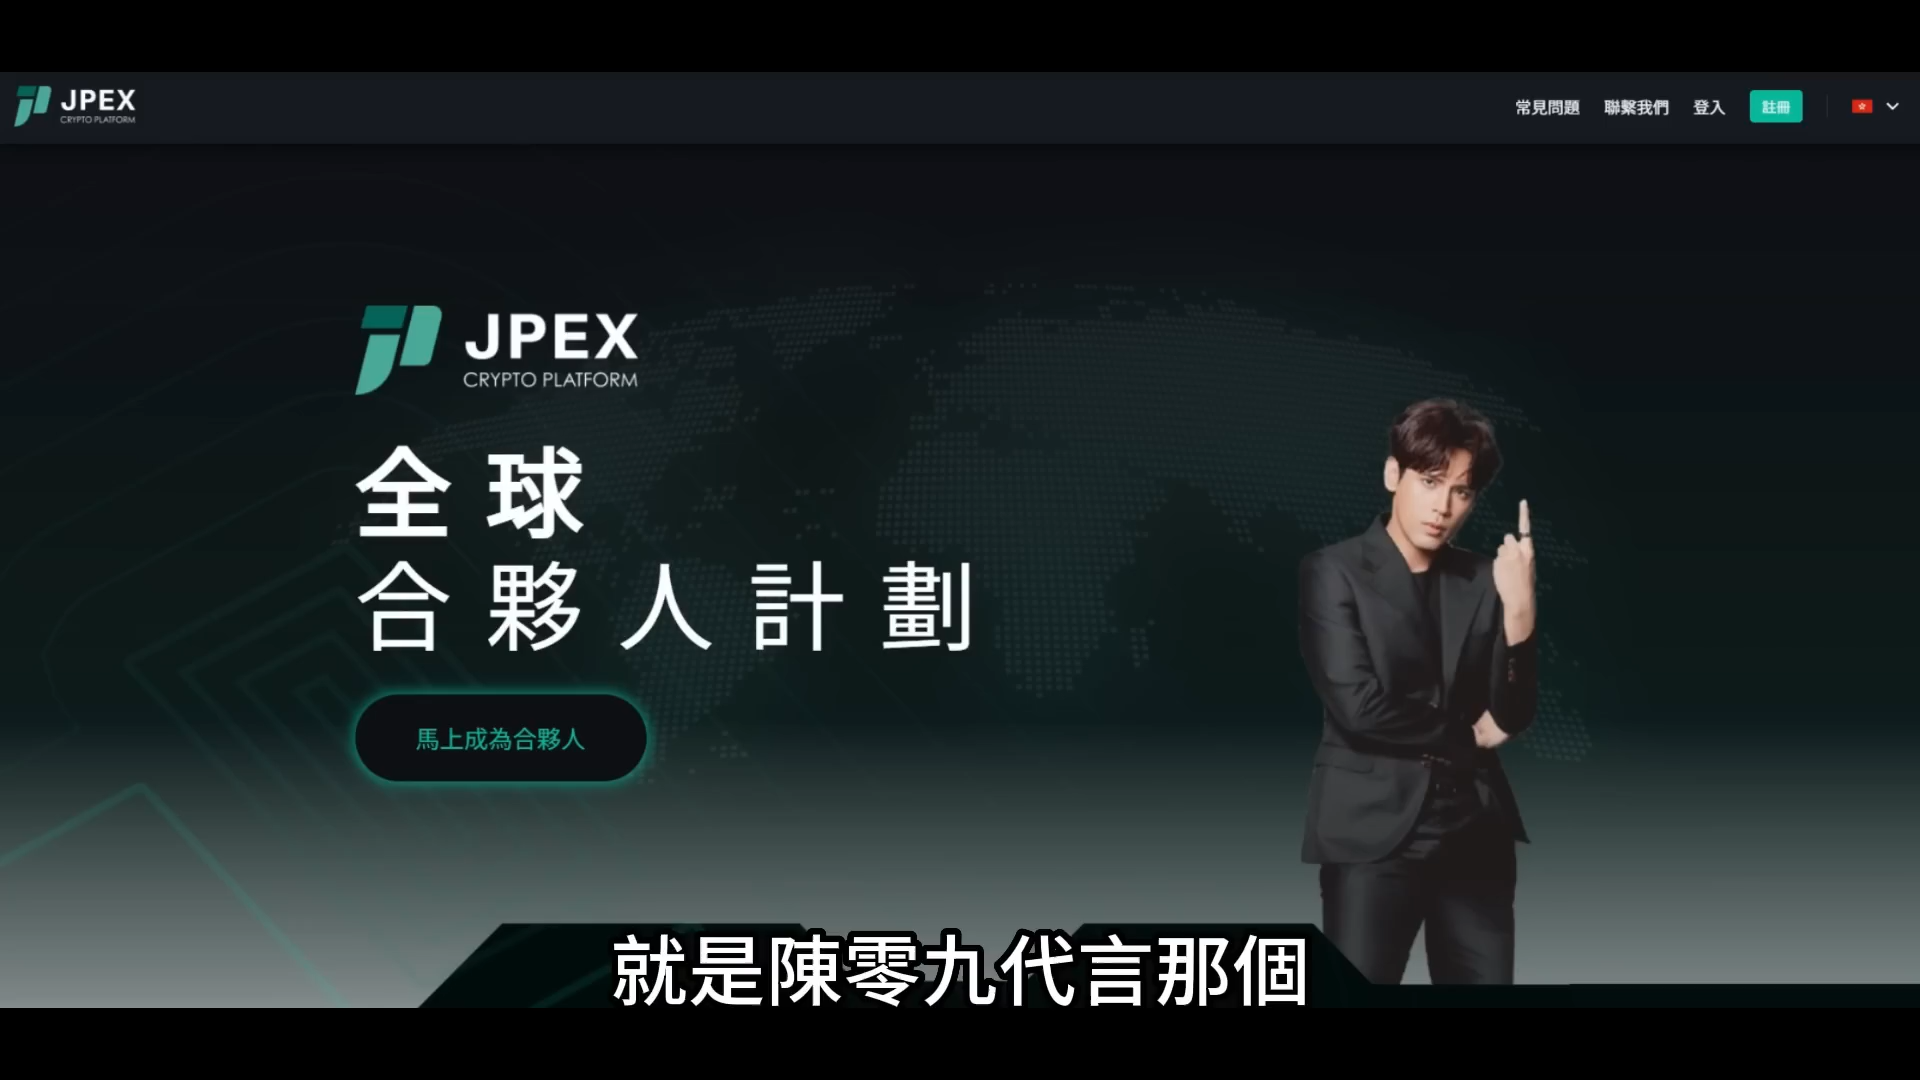 JPEX
CRYPTO PLATFORM
常見問題
聯繫我們
登入
註冊
JPEX
CRYPTO PLATFORM
全球
合夥人計劃
馬上成為合夥人
就是陳零九代言那個